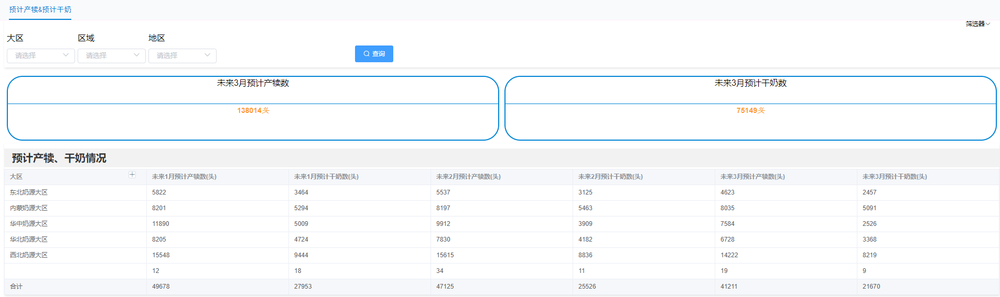 预计产犊&预计干奶
筛选器
大区 区域 地区
请选择 请选择 请选择 查询
未来3月预计产犊数 未来3月预计干奶数
138014头 75149头
预计产犊、干奶情况
大区 未来1月预计产犊数(头) 未来1月预计干奶数(头) 未来2月预计产犊数(头) 未来2月预计干奶数(头) 未来3月预计产犊数(头) 未来3月预计干奶数(头)
东北奶源大区 5822 3464 5537 3125 4623 2457
内蒙奶源大区 8201 5294 8197 5463 8035 5091
华中奶源大区 11890 5009 9912 3909 7584 2526
华北奶源大区 8205 4724 7830 4182 6728 3368
西北奶源大区 15548 9444 15615 8836 14222 8219
12 18 34 11 19 9
合计 49678 27953 47125 25526 41211 21670